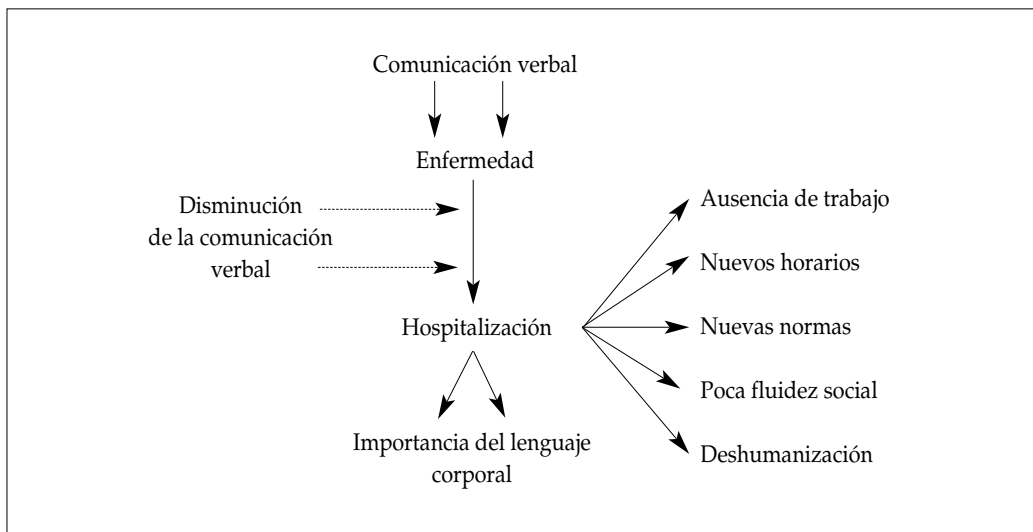 Comunicación verbal
Enfermedad
Disminución
de la comunicación
verbal
Hospitalización
Importancia del lenguaje
corporal
Ausencia de trabajo
Nuevos horarios
Nuevas normas
Poca fluidez social
Deshumanización